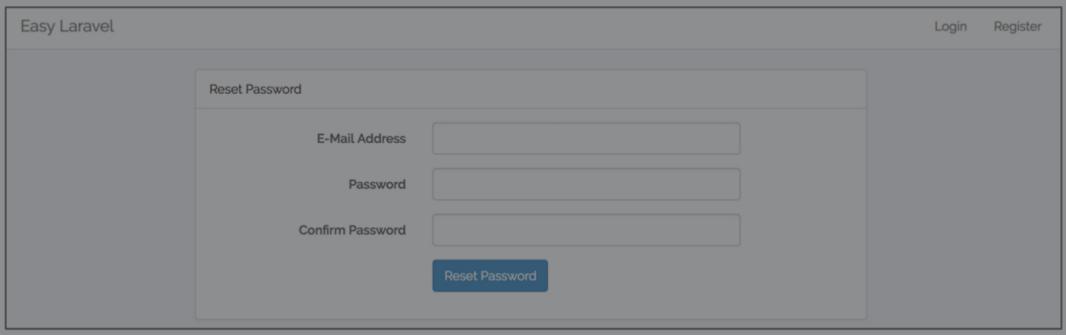 Easy Laravel Login Register
Reset Password
E-Mail Address
Password
Confirm Password
Reset Password